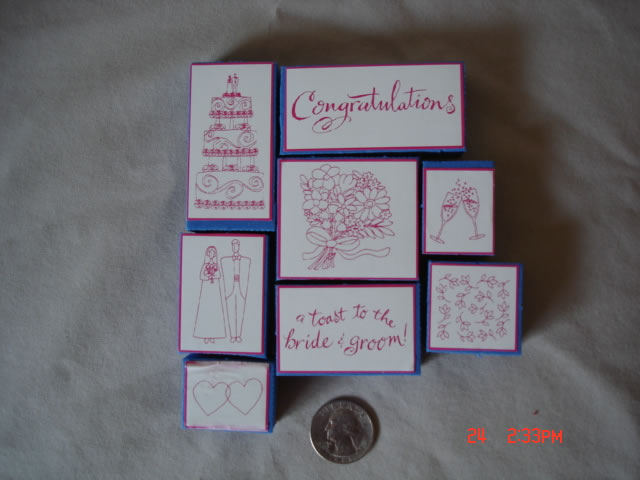 Congratulations
a toast to the
bride & groom!
24 2:33PM